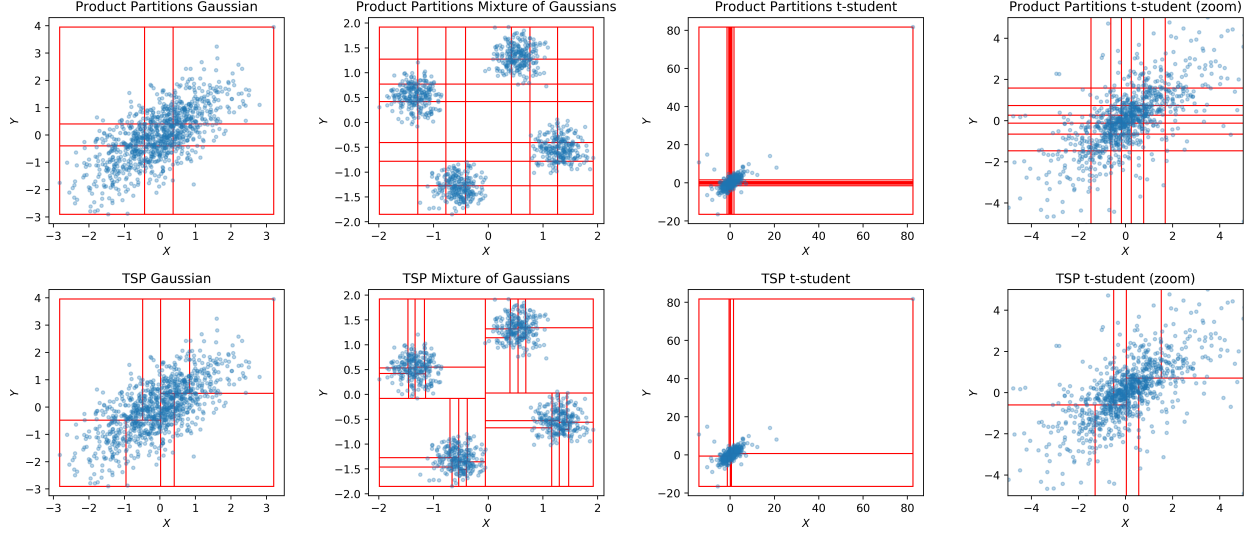 Product Partitions Gaussian
4
3
2
1
0
−1
−2
−3
Y
−3 −2 −1 0 1 2 3
X
Product Partitions Mixture of Gaussians
2.0
1.5
1.0
0.5
0.0
−0.5
−1.0
−1.5
−2.0
Y
−2 −1 0 1 2
X
Product Partitions t-student
80
60
40
20
0
−20
Y
0 20 40 60 80
X
Product Partitions t-student (zoom)
4
2
0
−2
−4
Y
−4 −2 0 2 4
X
TSP Gaussian
4
3
2
1
0
−1
−2
−3
Y
−3 −2 −1 0 1 2 3
X
TSP Mixture of Gaussians
2.0
1.5
1.0
0.5
0.0
−0.5
−1.0
−1.5
−2.0
Y
−2 −1 0 1 2
X
TSP t-student
80
60
40
20
0
−20
Y
0 20 40 60 80
X
TSP t-student (zoom)
4
2
0
−2
−4
Y
−4 −2 0 2 4
X